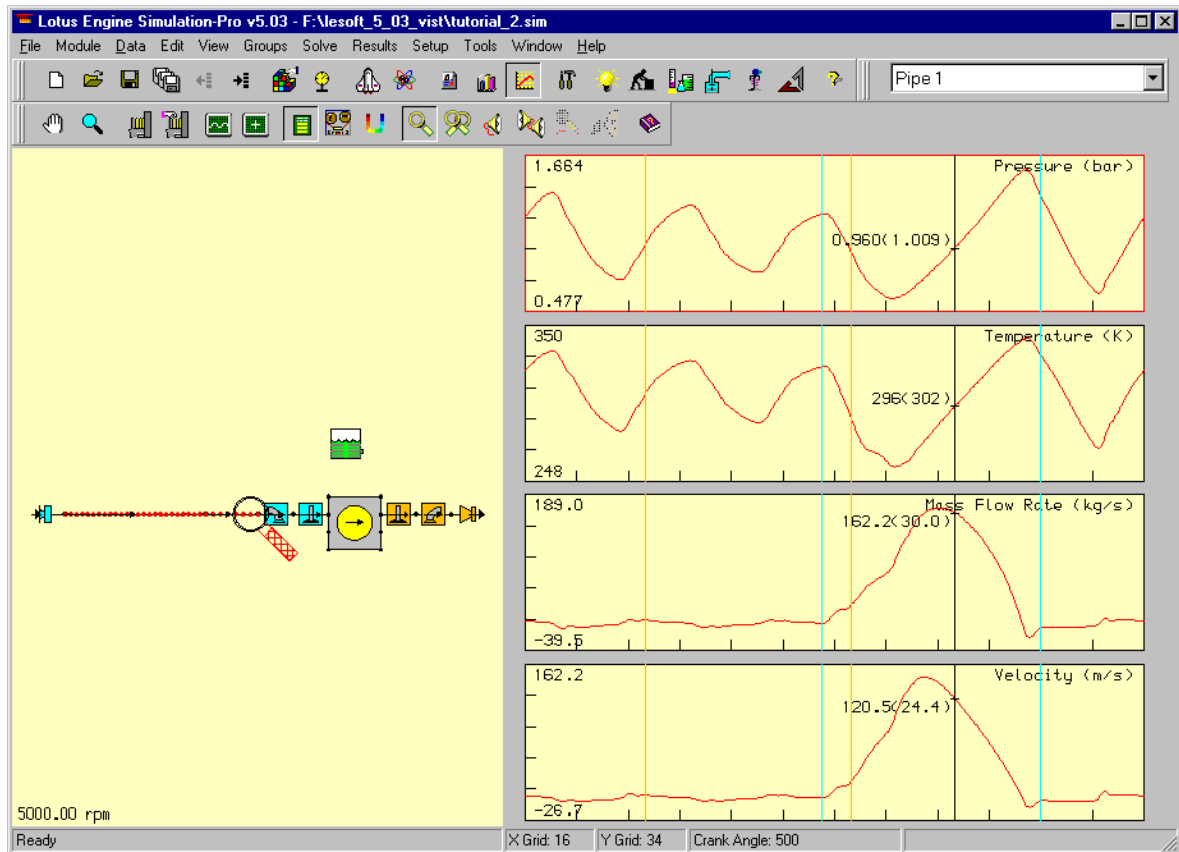 Lotus Engine Simulation-Pro v5.03 - F:\lesoft_5_03_vist\tutorial_2.sim
File Module Data Edit View Groups Solve Results Setup Tools Window Help
Pipe 1
1.664 Pressure (bar)
0.960(1.009)
0.477
350 Temperature (K)
296(302)
248
189.0 Mass Flow Rate (kg/s)
162.2(30.0)
-39.5
162.2 Velocity (m/s)
120.5(24.4)
-26.7
5000.00 rpm
Ready X Grid: 16 Y Grid: 34 Crank Angle: 500